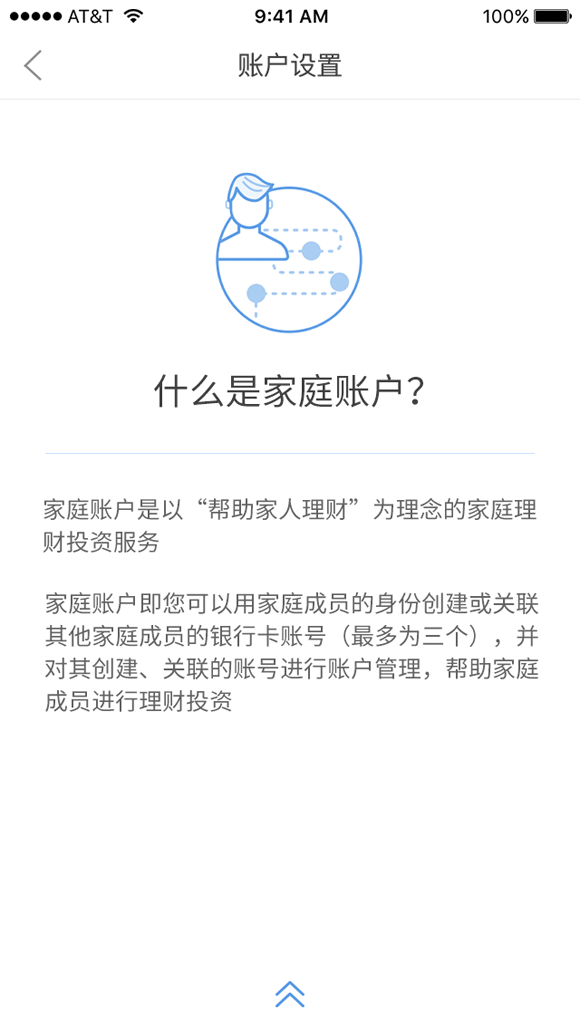 ●●●●● AT&T 9:41 AM 100%
账户设置
什么是家庭账户？
家庭账户是以“帮助家人理财”为理念的家庭理
财投资服务
家庭账户即您可以用家庭成员的身份创建或关联
其他家庭成员的银行卡账号（最多为三个），并
对其创建、关联的账号进行账户管理，帮助家庭
成员进行理财投资